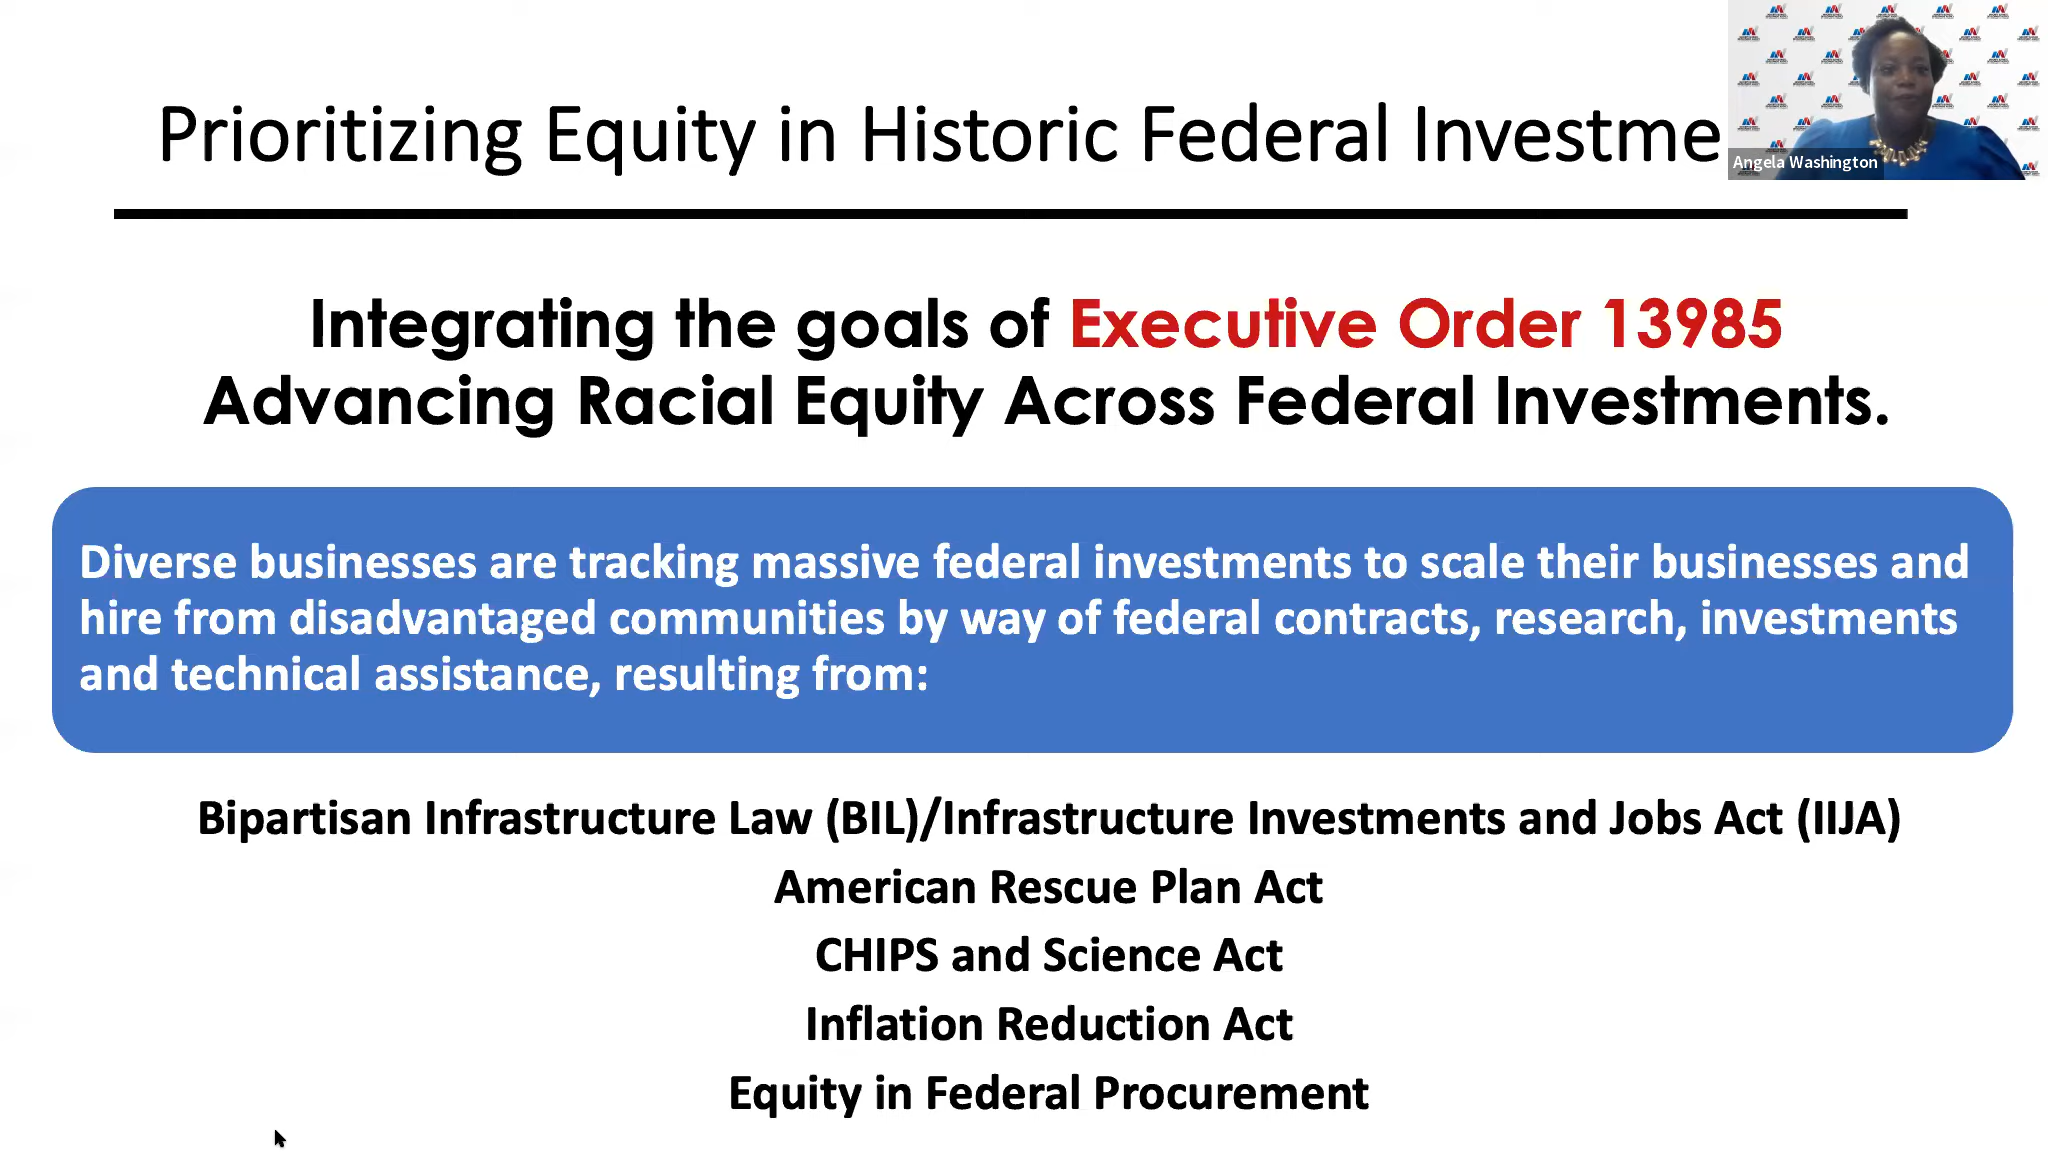 Prioritizing Equity in Historic Federal Investme
Angela Washington
Integrating the goals of Executive Order 13985
Advancing Racial Equity Across Federal Investments.
Diverse businesses are tracking massive federal investments to scale their businesses and
hire from disadvantaged communities by way of federal contracts, research, investments
and technical assistance, resulting from:
Bipartisan Infrastructure Law (BIL)/Infrastructure Investments and Jobs Act (IIJA)
American Rescue Plan Act
CHIPS and Science Act
Inflation Reduction Act
Equity in Federal Procurement